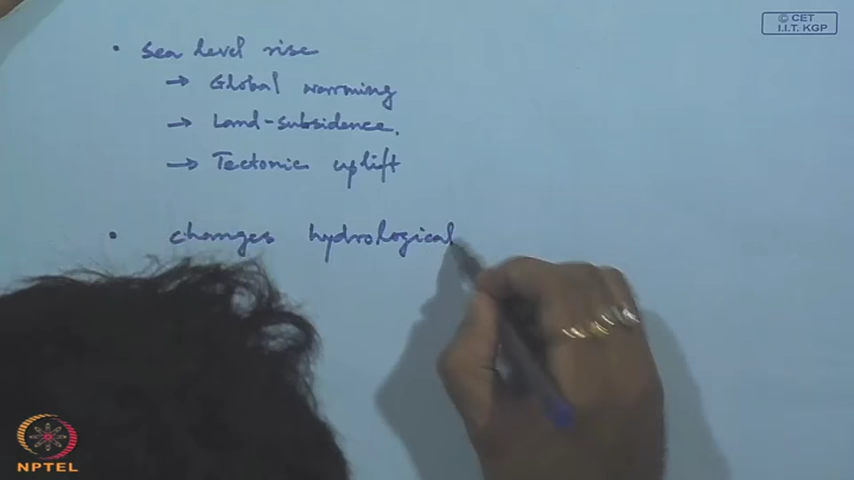 © CET
I.I.T. KGP
• Sea level rise
→ Global warming
→ Land-subsidence.
→ Tectonic uplift
• changes hydrological
NPTEL